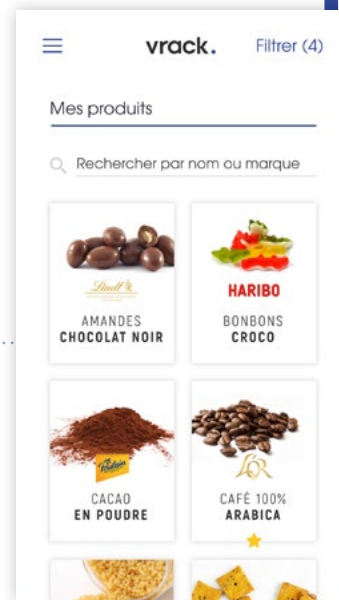 vrack.
Filtrer (4)
Mes produits
Rechercher par nom ou marque
Lindt
HARIBO
AMANDES
CHOCOLAT NOIR
BONBONS
CROCO
Poulain
L'OR
CACAO
EN POUDRE
CAFÉ 100%
ARABICA